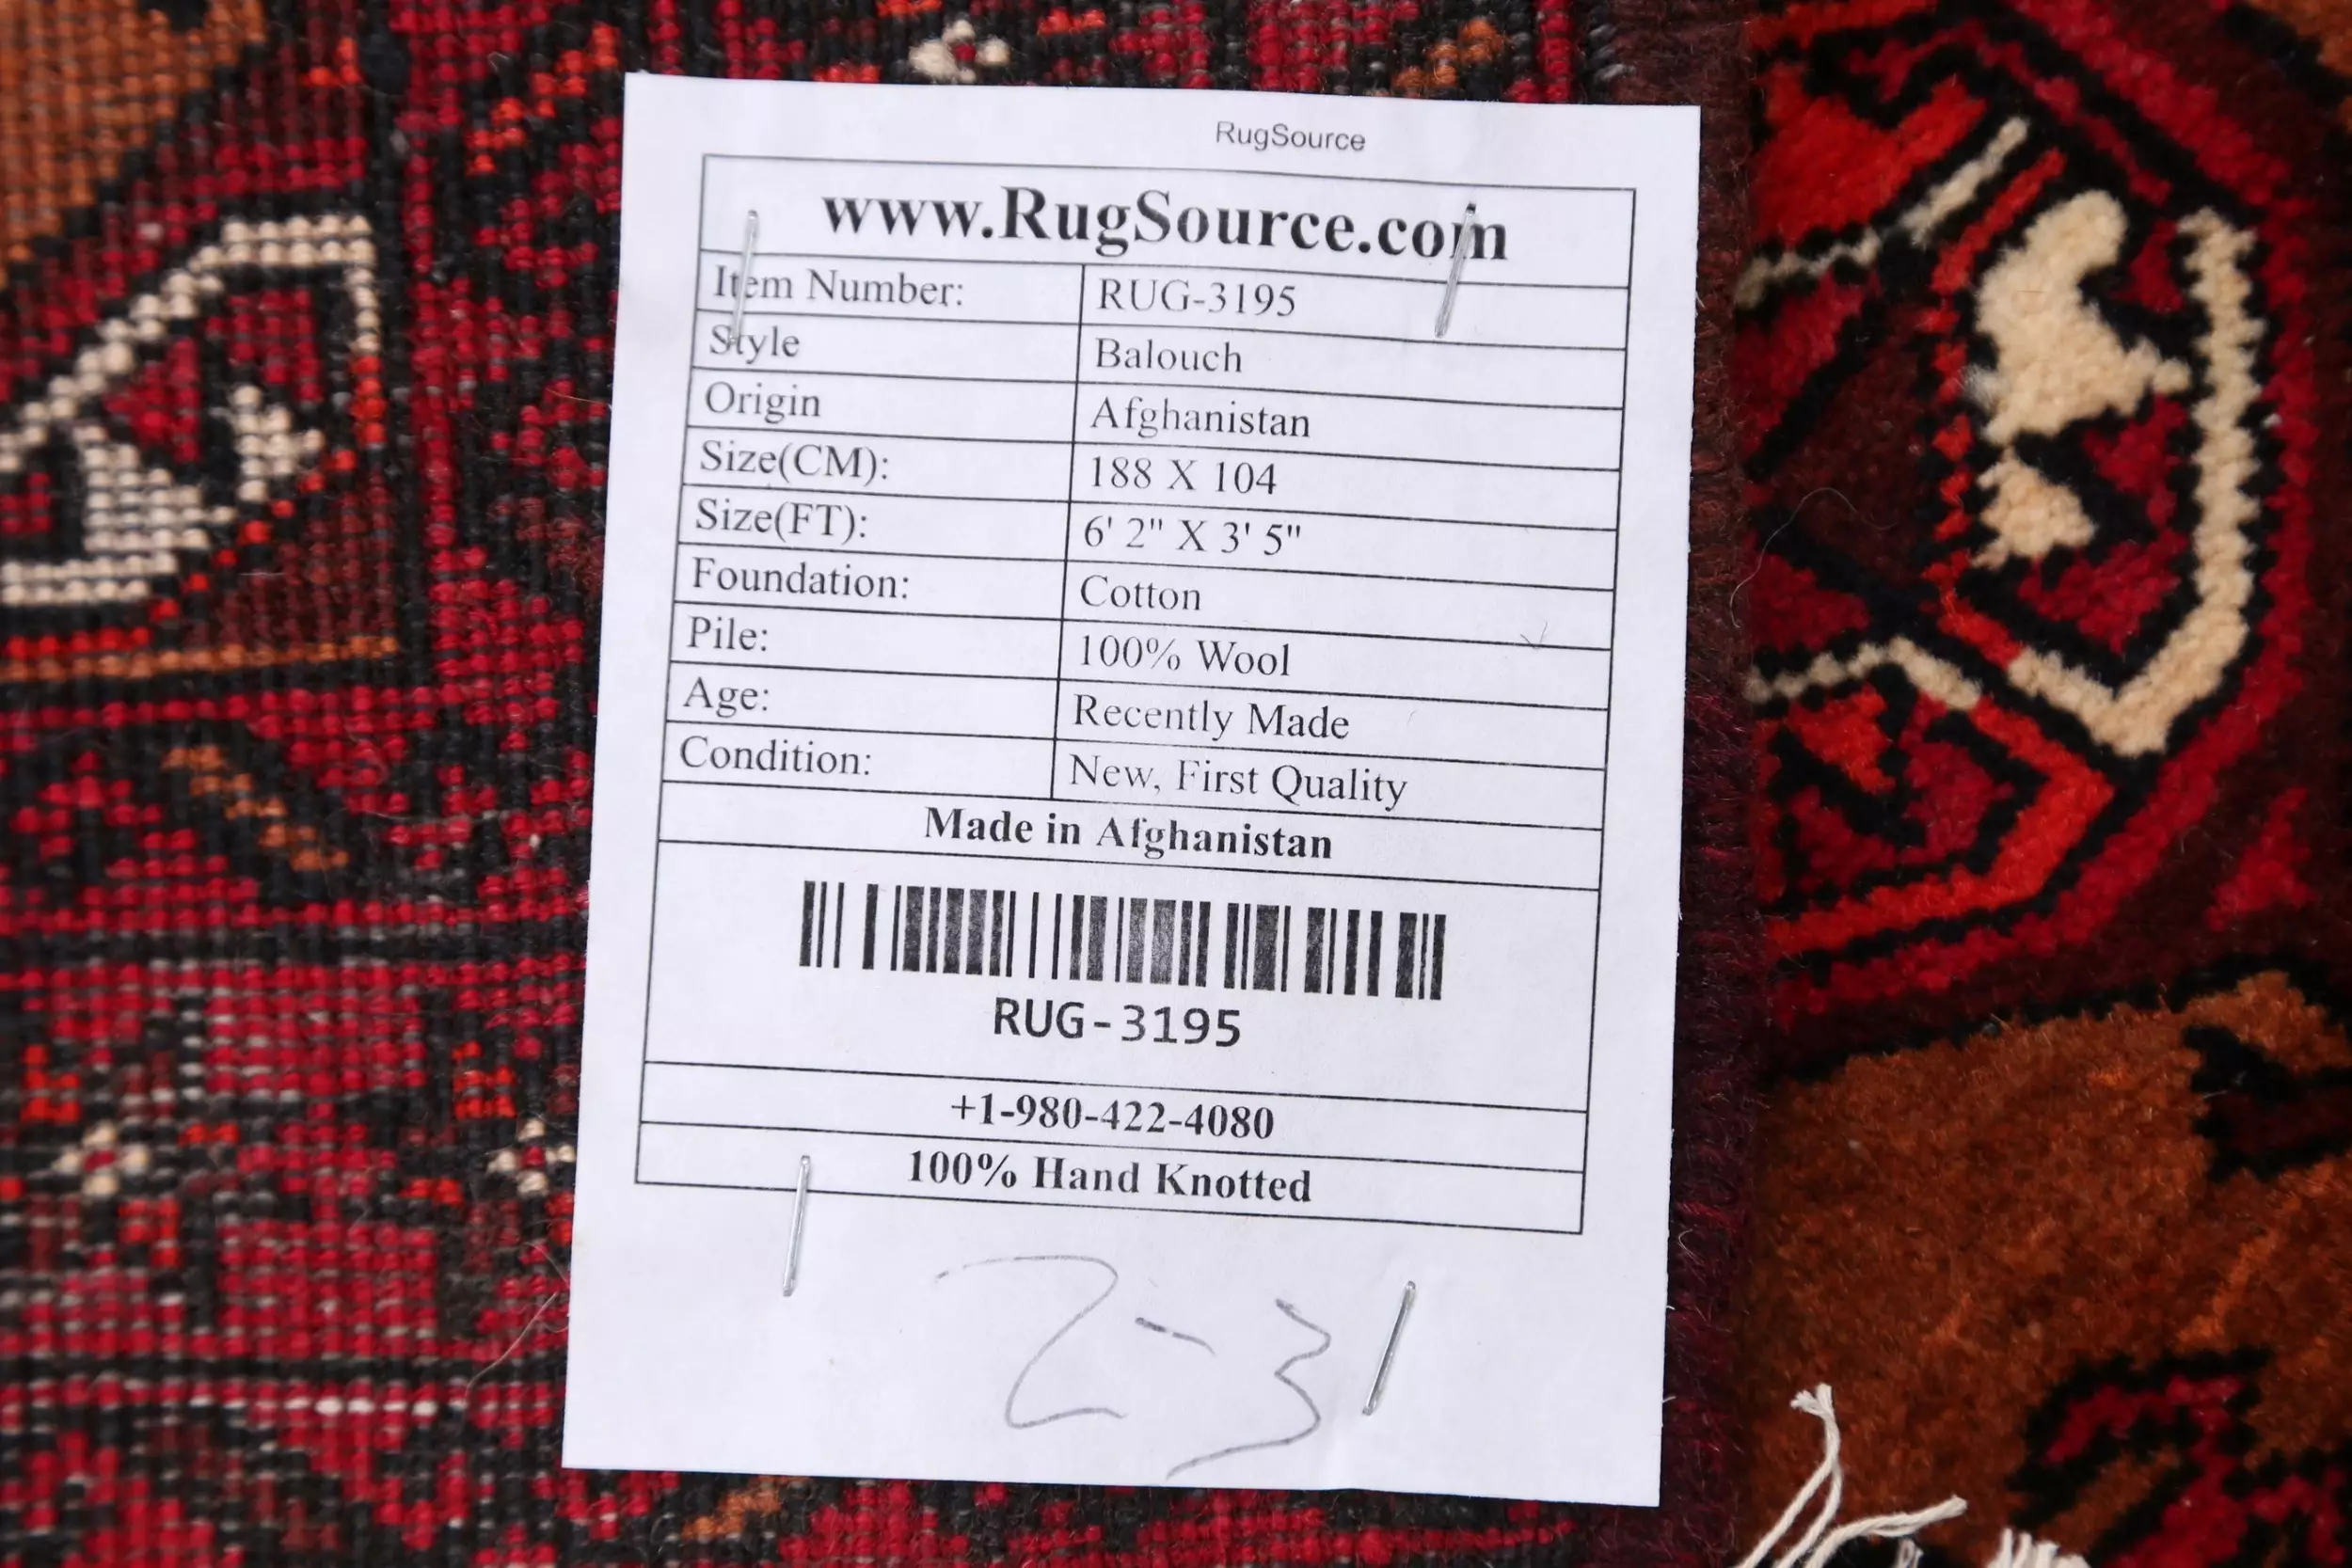 RugSource
www.RugSource.com
Item Number: RUG-3195
Style Balouch
Origin Afghanistan
Size(CM): 188 X 104
Size(FT): 6' 2" X 3' 5"
Foundation: Cotton
Pile: 100% Wool
Age: Recently Made
Condition: New, First Quality
Made in Afghanistan
RUG-3195
+1-980-422-4080
100% Hand Knotted
2-3